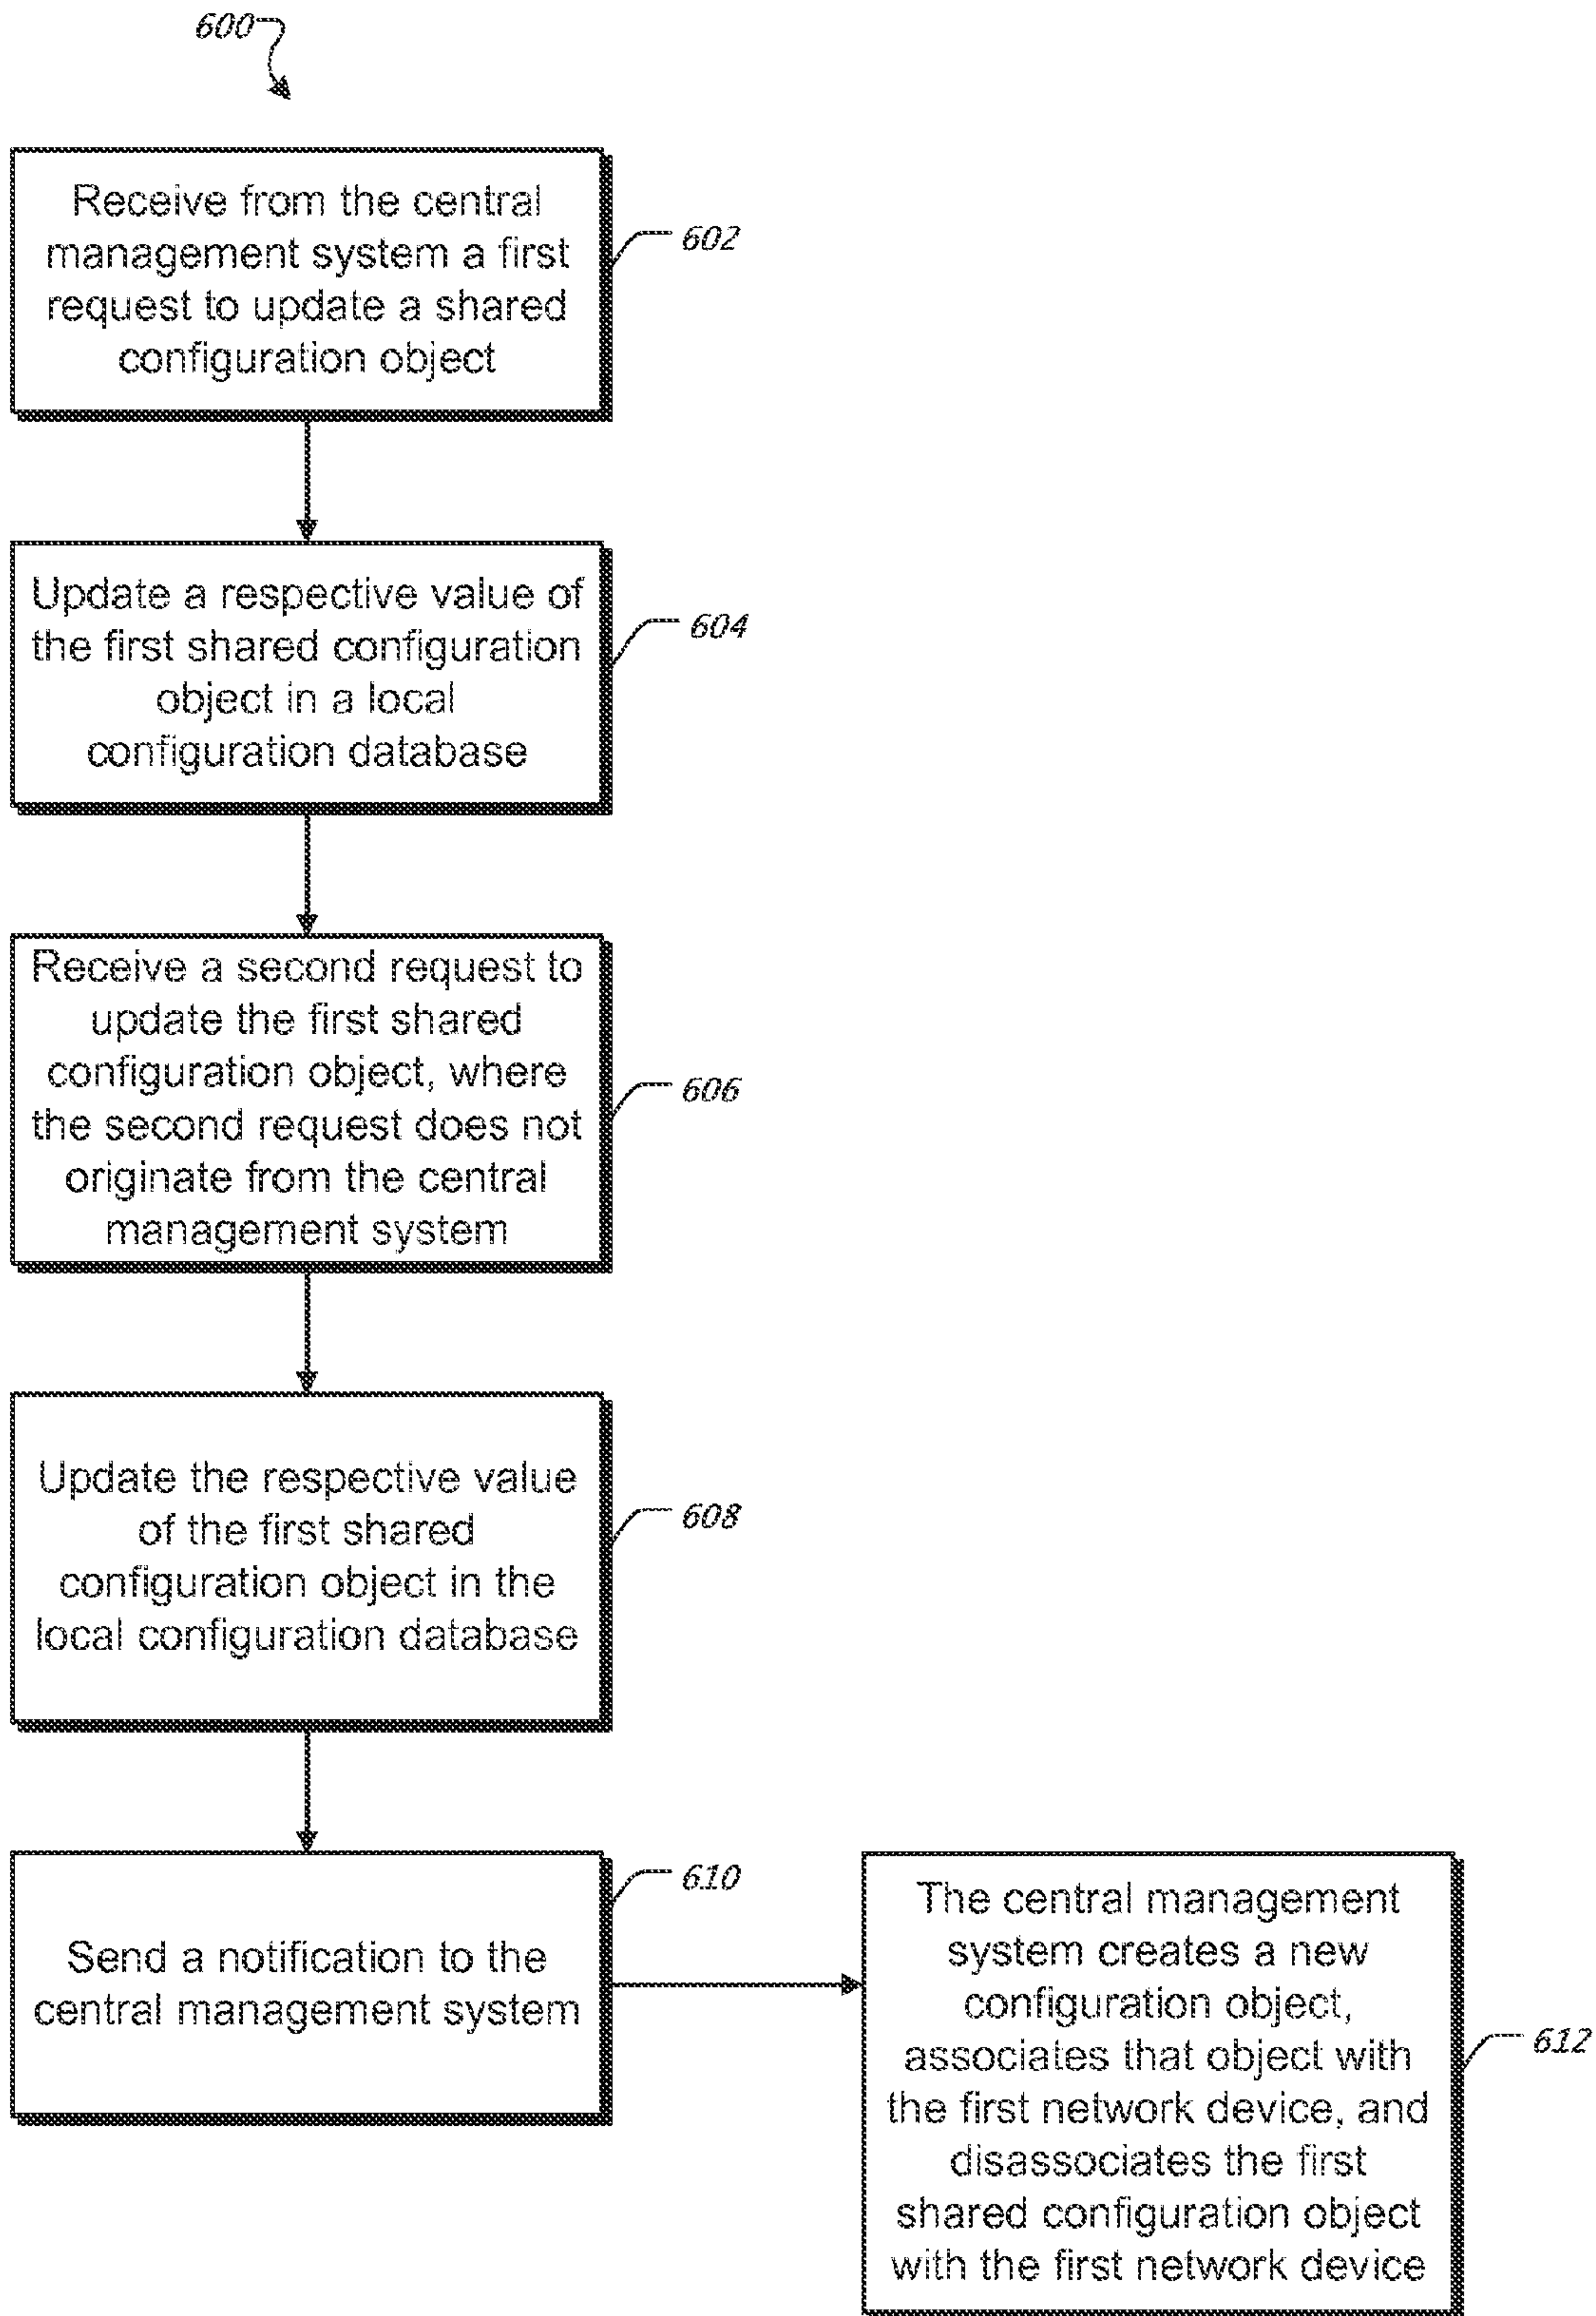 600
Receive from the central
management system a first
request to update a shared
configuration object
602
Update a respective value of
the first shared configuration
object in a local
configuration database
604
Receive a second request to
update the first shared
configuration object, where
the second request does not
originate from the central
management system
606
Update the respective value
of the first shared
configuration object in the
local configuration database
608
Send a notification to the
central management system
610
The central management
system creates a new
configuration object,
associates that object with
the first network device, and
disassociates the first
shared configuration object
with the first network device
612